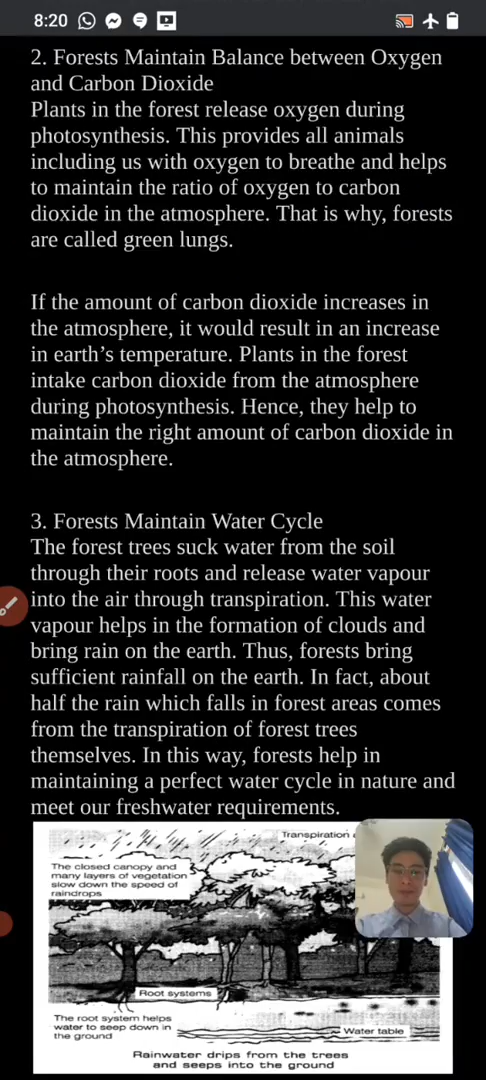 8:20
2. Forests Maintain Balance between Oxygen
and Carbon Dioxide
Plants in the forest release oxygen during
photosynthesis. This provides all animals
including us with oxygen to breathe and helps
to maintain the ratio of oxygen to carbon
dioxide in the atmosphere. That is why, forests
are called green lungs.
If the amount of carbon dioxide increases in
the atmosphere, it would result in an increase
in earth’s temperature. Plants in the forest
intake carbon dioxide from the atmosphere
during photosynthesis. Hence, they help to
maintain the right amount of carbon dioxide in
the atmosphere.
3. Forests Maintain Water Cycle
The forest trees suck water from the soil
through their roots and release water vapour
into the air through transpiration. This water
vapour helps in the formation of clouds and
bring rain on the earth. Thus, forests bring
sufficient rainfall on the earth. In fact, about
half the rain which falls in forest areas comes
from the transpiration of forest trees
themselves. In this way, forests help in
maintaining a perfect water cycle in nature and
meet our freshwater requirements.
Transpiration
The closed canopy and
many layers of vegetation
slow down the speed of
raindrops
Root systems
The root system helps
water to seep down in
the ground
Water table
Rainwater drips from the trees
and seeps into the ground